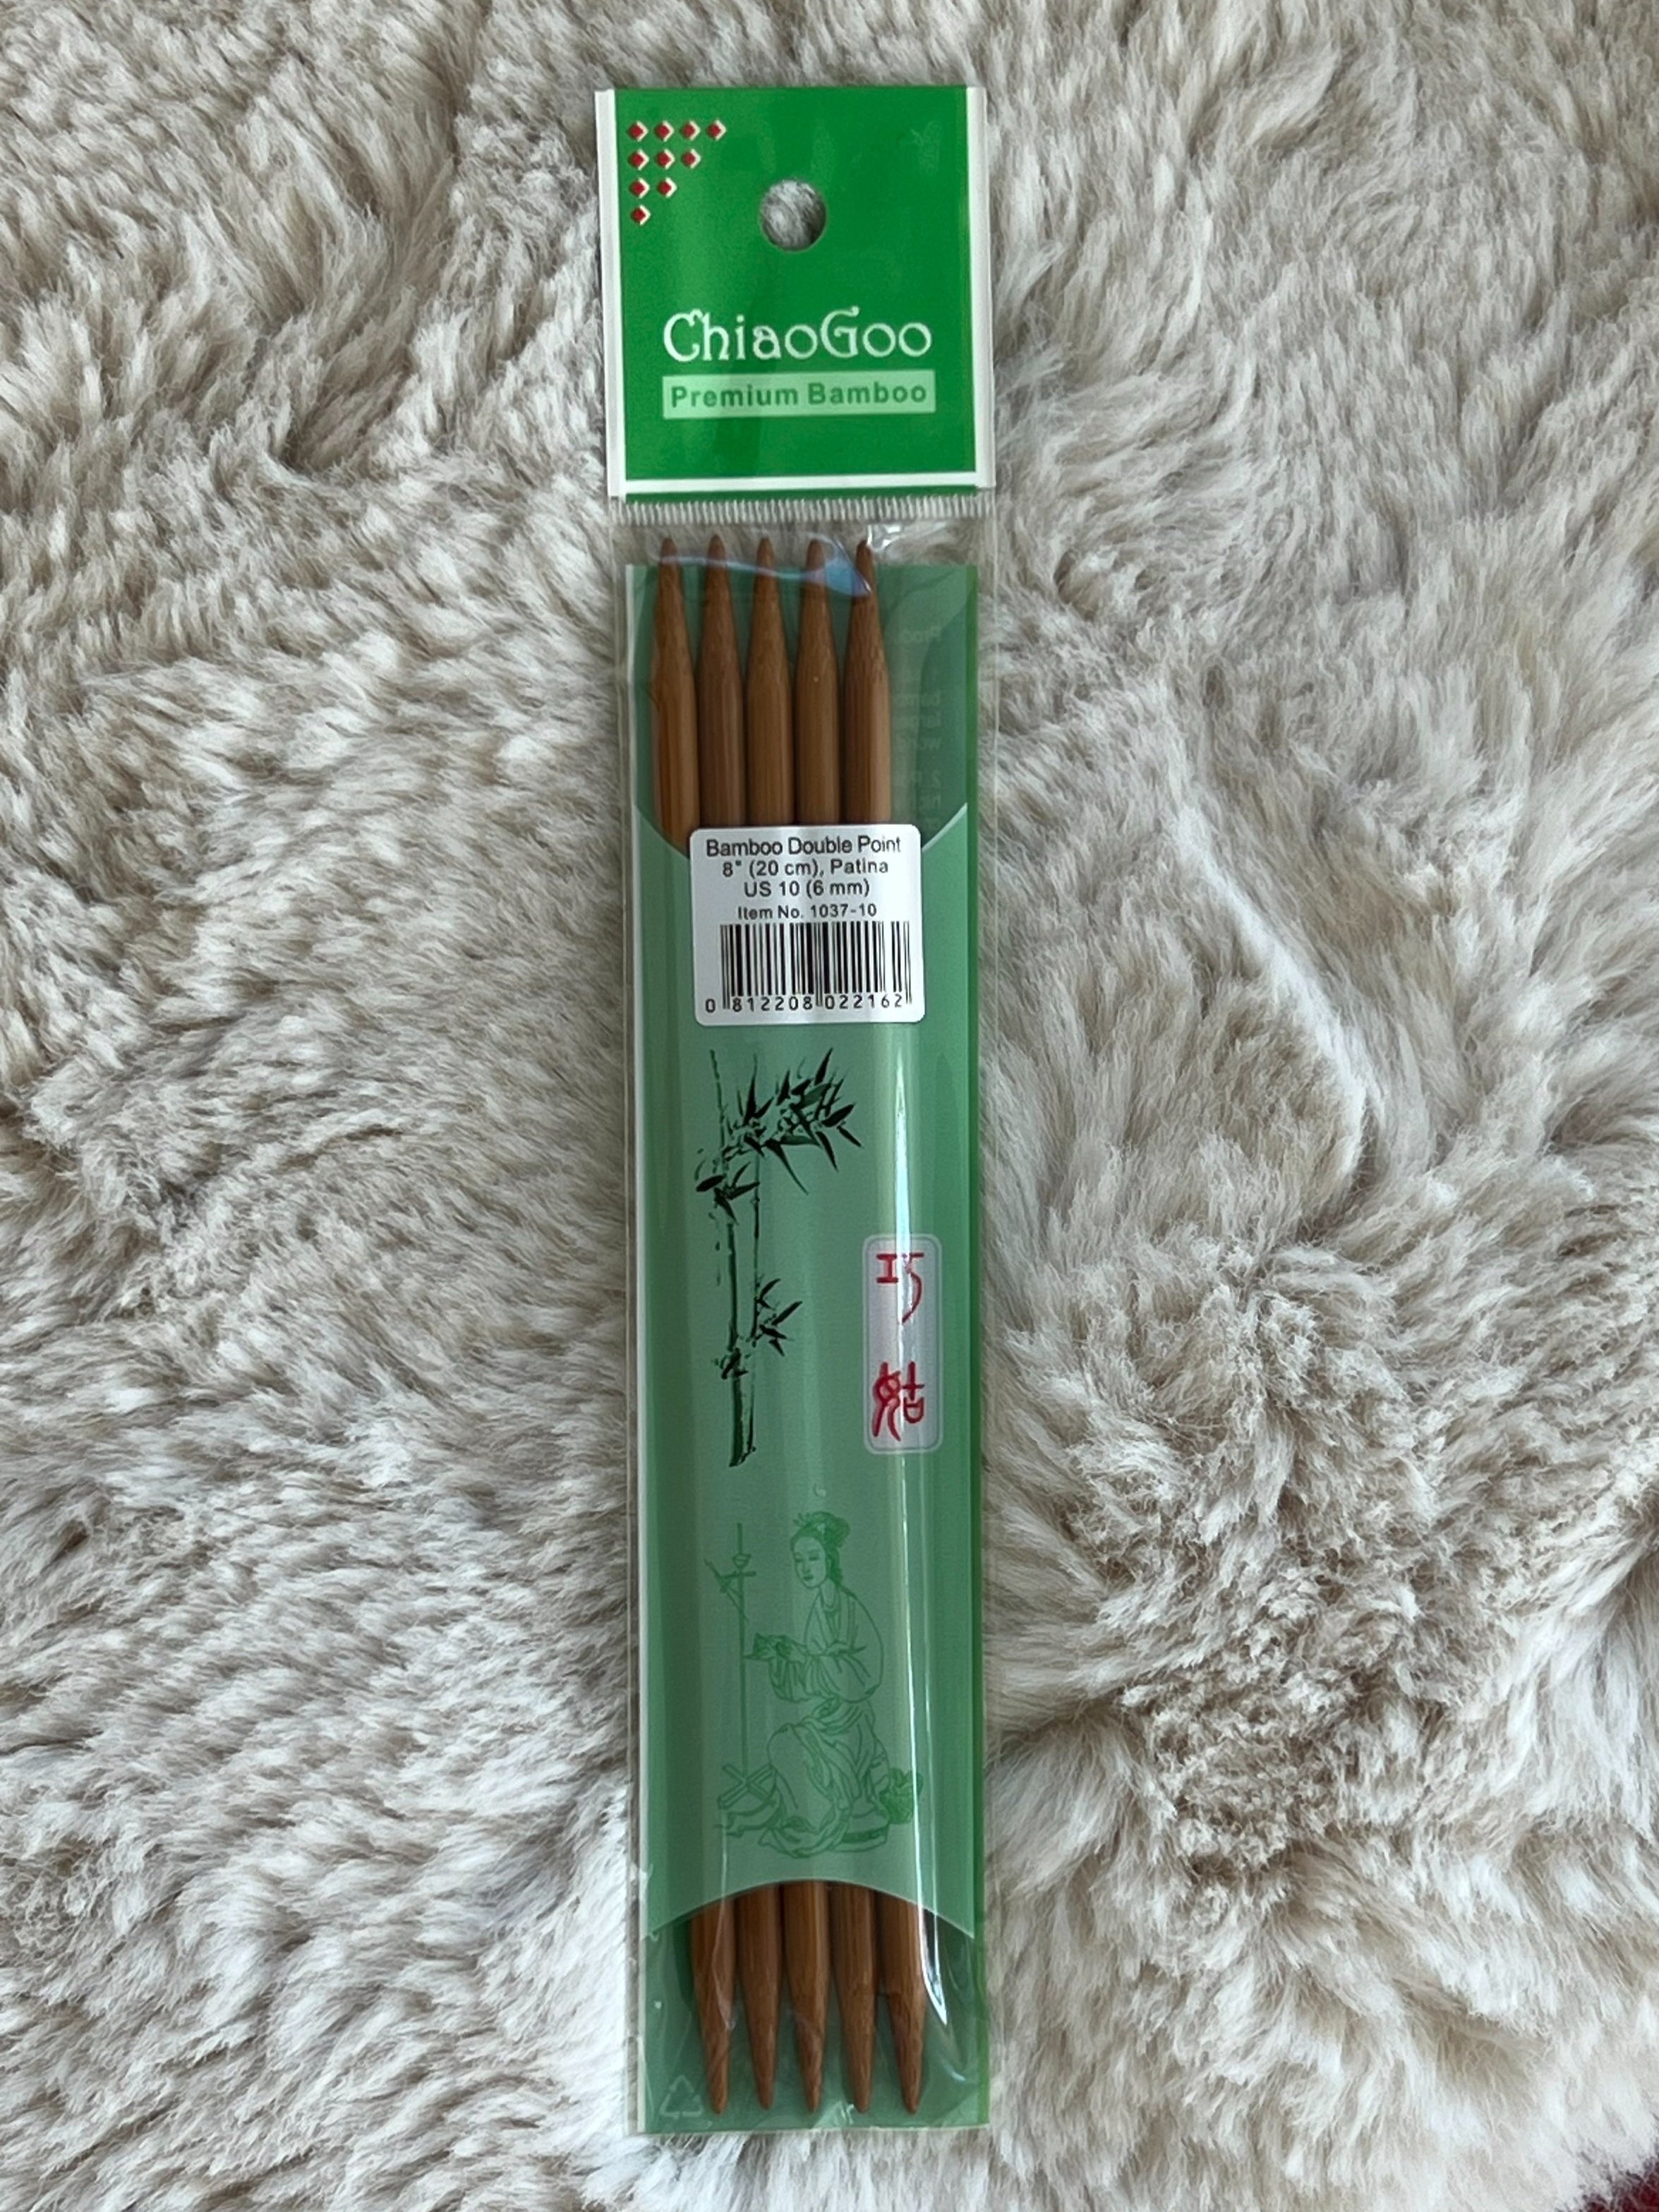 ChiaoGoo
Premium Bamboo
Bamboo Double Point
8" (20 cm), Patina
US 10 (6 mm)
Item No. 1037-10
0 812208 022162
巧
姑